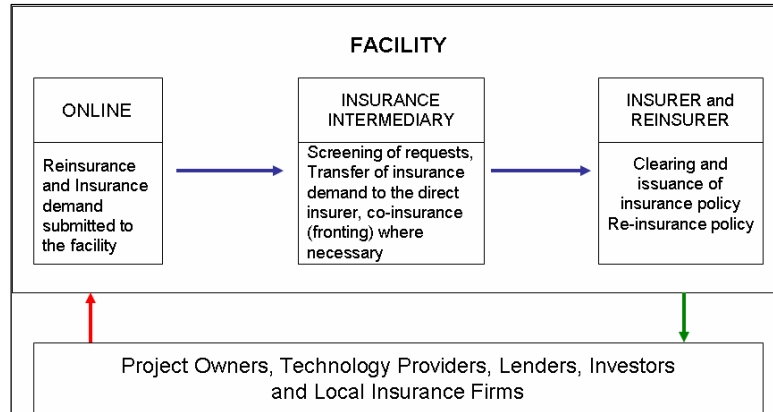 FACILITY
ONLINE
Reinsurance
and Insurance
demand
submitted to
the facility
INSURANCE
INTERMEDIARY
Screening of requests,
Transfer of insurance
demand to the direct
insurer, co-insurance
(fronting) where
necessary
INSURER and
REINSURER
Clearing and
issuance of
insurance policy
Re-insurance policy
Project Owners, Technology Providers, Lenders, Investors
and Local Insurance Firms